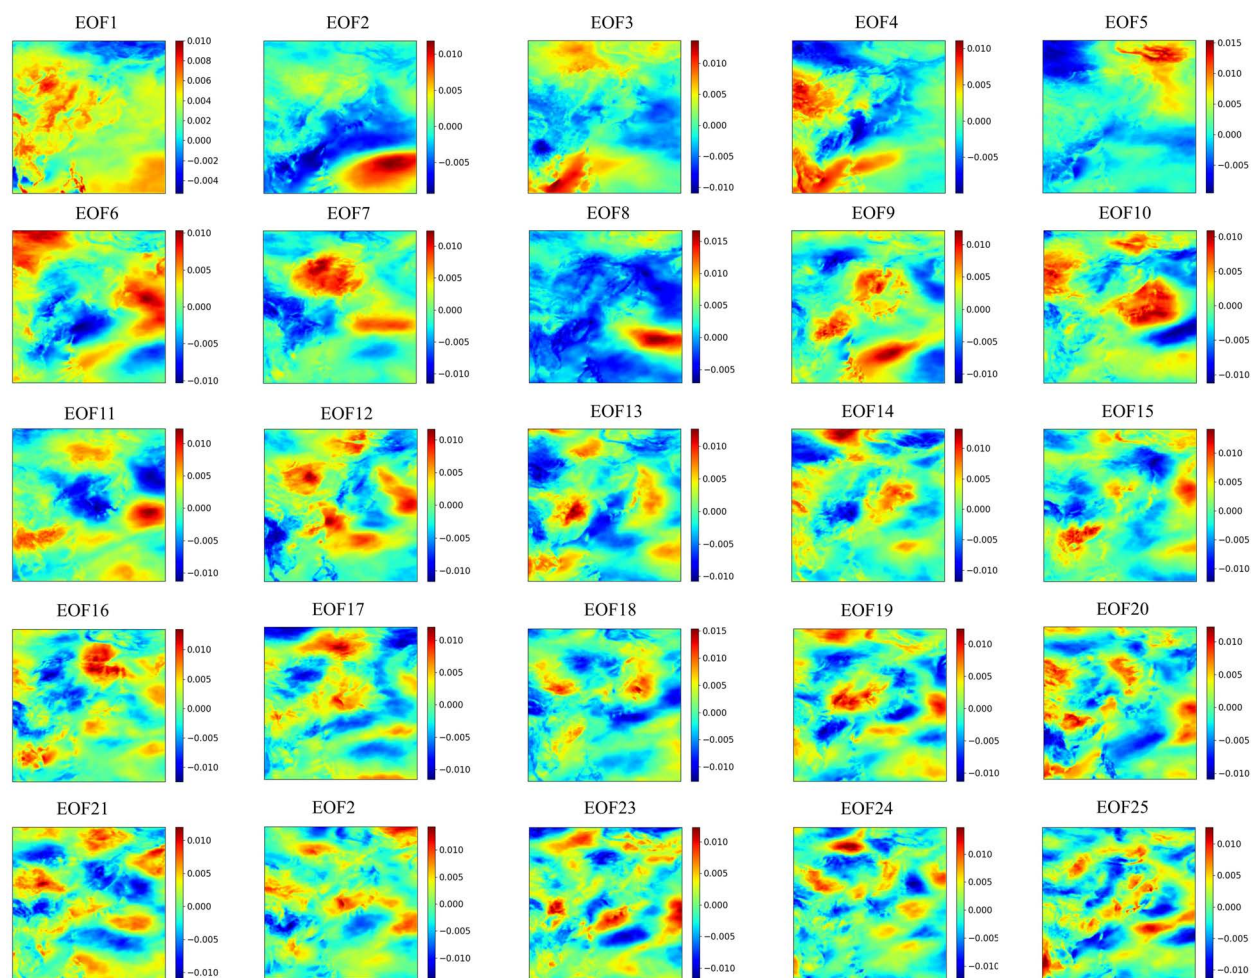 EOF1 EOF2 EOF3 EOF4 EOF5
0.010 0.008 0.006 0.004 0.002 0.000 −0.002 −0.004
0.010 0.005 0.000 −0.005
0.010 0.005 0.000 −0.005 −0.010
0.010 0.005 0.000 −0.005
0.015 0.010 0.005 0.000 −0.005
EOF6 EOF7 EOF8 EOF9 EOF10
0.010 0.005 0.000 −0.005 −0.010
0.010 0.005 0.000 −0.005 −0.010
0.015 0.010 0.005 0.000 −0.005
0.010 0.005 0.000 −0.005 −0.010
0.010 0.005 0.000 −0.005 −0.010
EOF11 EOF12 EOF13 EOF14 EOF15
0.010 0.005 0.000 −0.005 −0.010
0.010 0.005 0.000 −0.005 −0.010
0.010 0.005 0.000 −0.005 −0.010
0.010 0.005 0.000 −0.005 −0.010
0.010 0.005 0.000 −0.005 −0.010
EOF16 EOF17 EOF18 EOF19 EOF20
0.010 0.005 0.000 −0.005 −0.010
0.010 0.005 0.000 −0.005 −0.010
0.015 0.010 0.005 0.000 −0.005 −0.010
0.010 0.005 0.000 −0.005 −0.010
0.010 0.005 0.000 −0.005 −0.010
EOF21 EOF2 EOF23 EOF24 EOF25
0.010 0.005 0.000 −0.005 −0.010
0.010 0.005 0.000 −0.005 −0.010
0.010 0.005 0.000 −0.005 −0.010
0.010 0.005 0.000 −0.005 −0.010
0.010 0.005 0.000 −0.005 −0.010